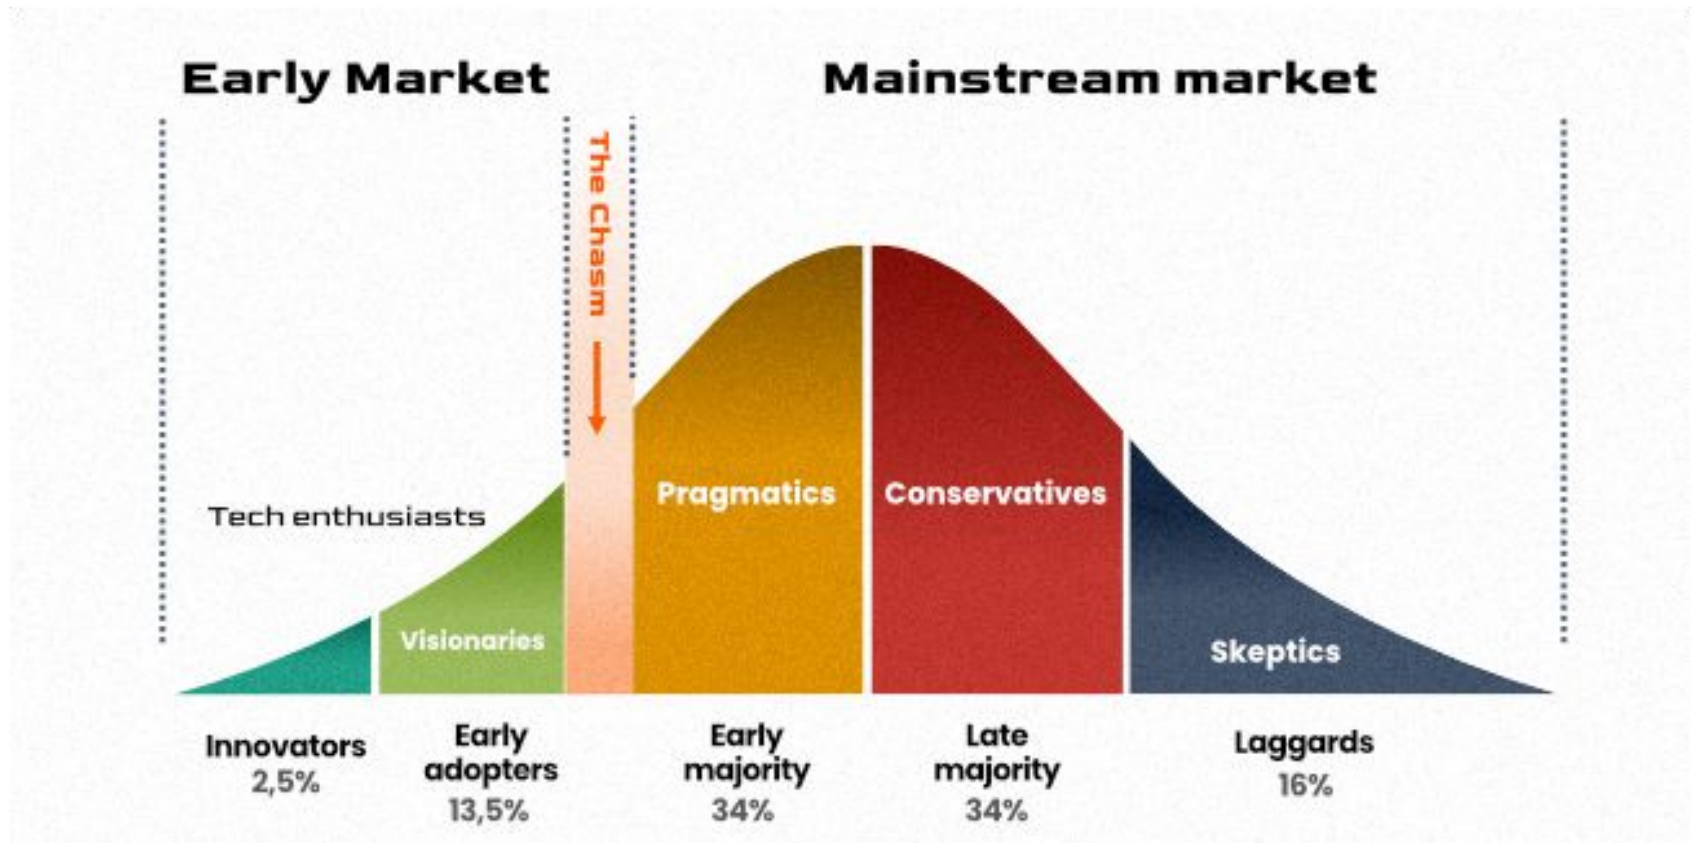 Early Market
Mainstream market
The Chasm
Tech enthusiasts
Visionaries
Pragmatics
Conservatives
Skeptics
Innovators
2,5%
Early
adopters
13,5%
Early
majority
34%
Late
majority
34%
Laggards
16%